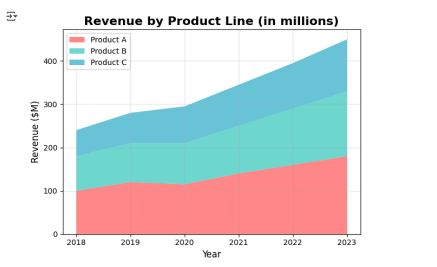 Revenue by Product Line (in millions)
Product A
Product B
Product C
Revenue ($M)
400
300
200
100
0
2018
2019
2020
2021
2022
2023
Year